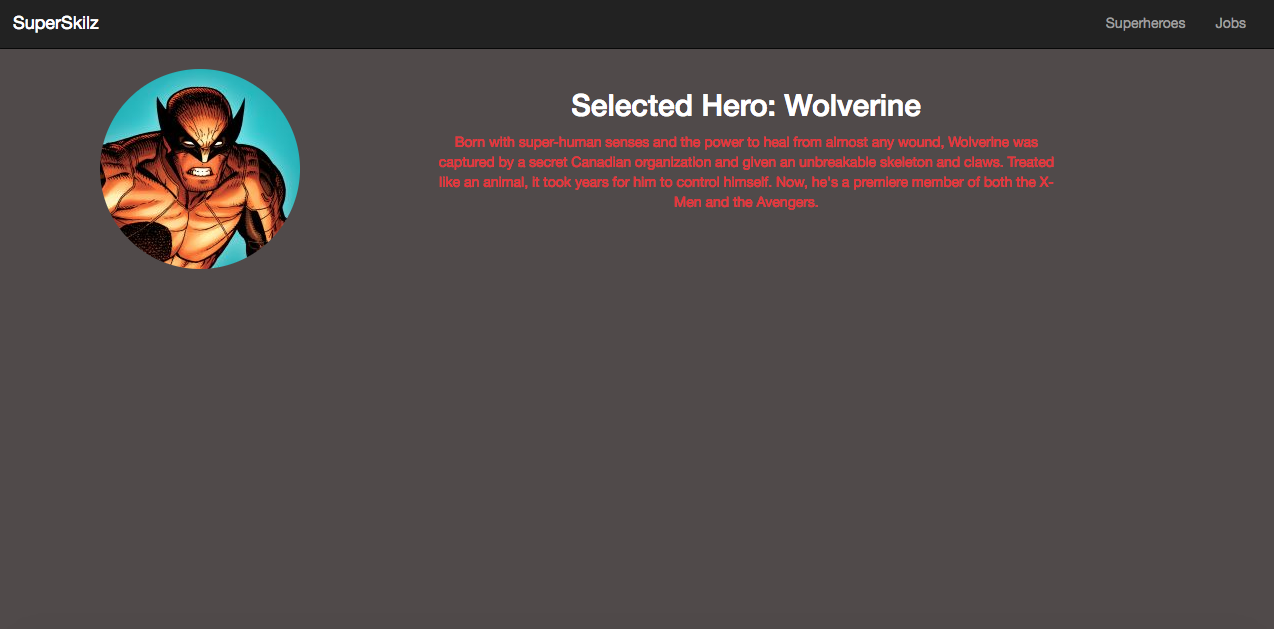 SuperSkilz
Superheroes
Jobs
Selected Hero: Wolverine
Born with super-human senses and the power to heal from almost any wound, Wolverine was
captured by a secret Canadian organization and given an unbreakable skeleton and claws. Treated
like an animal, it took years for him to control himself. Now, he's a premiere member of both the X-
Men and the Avengers.